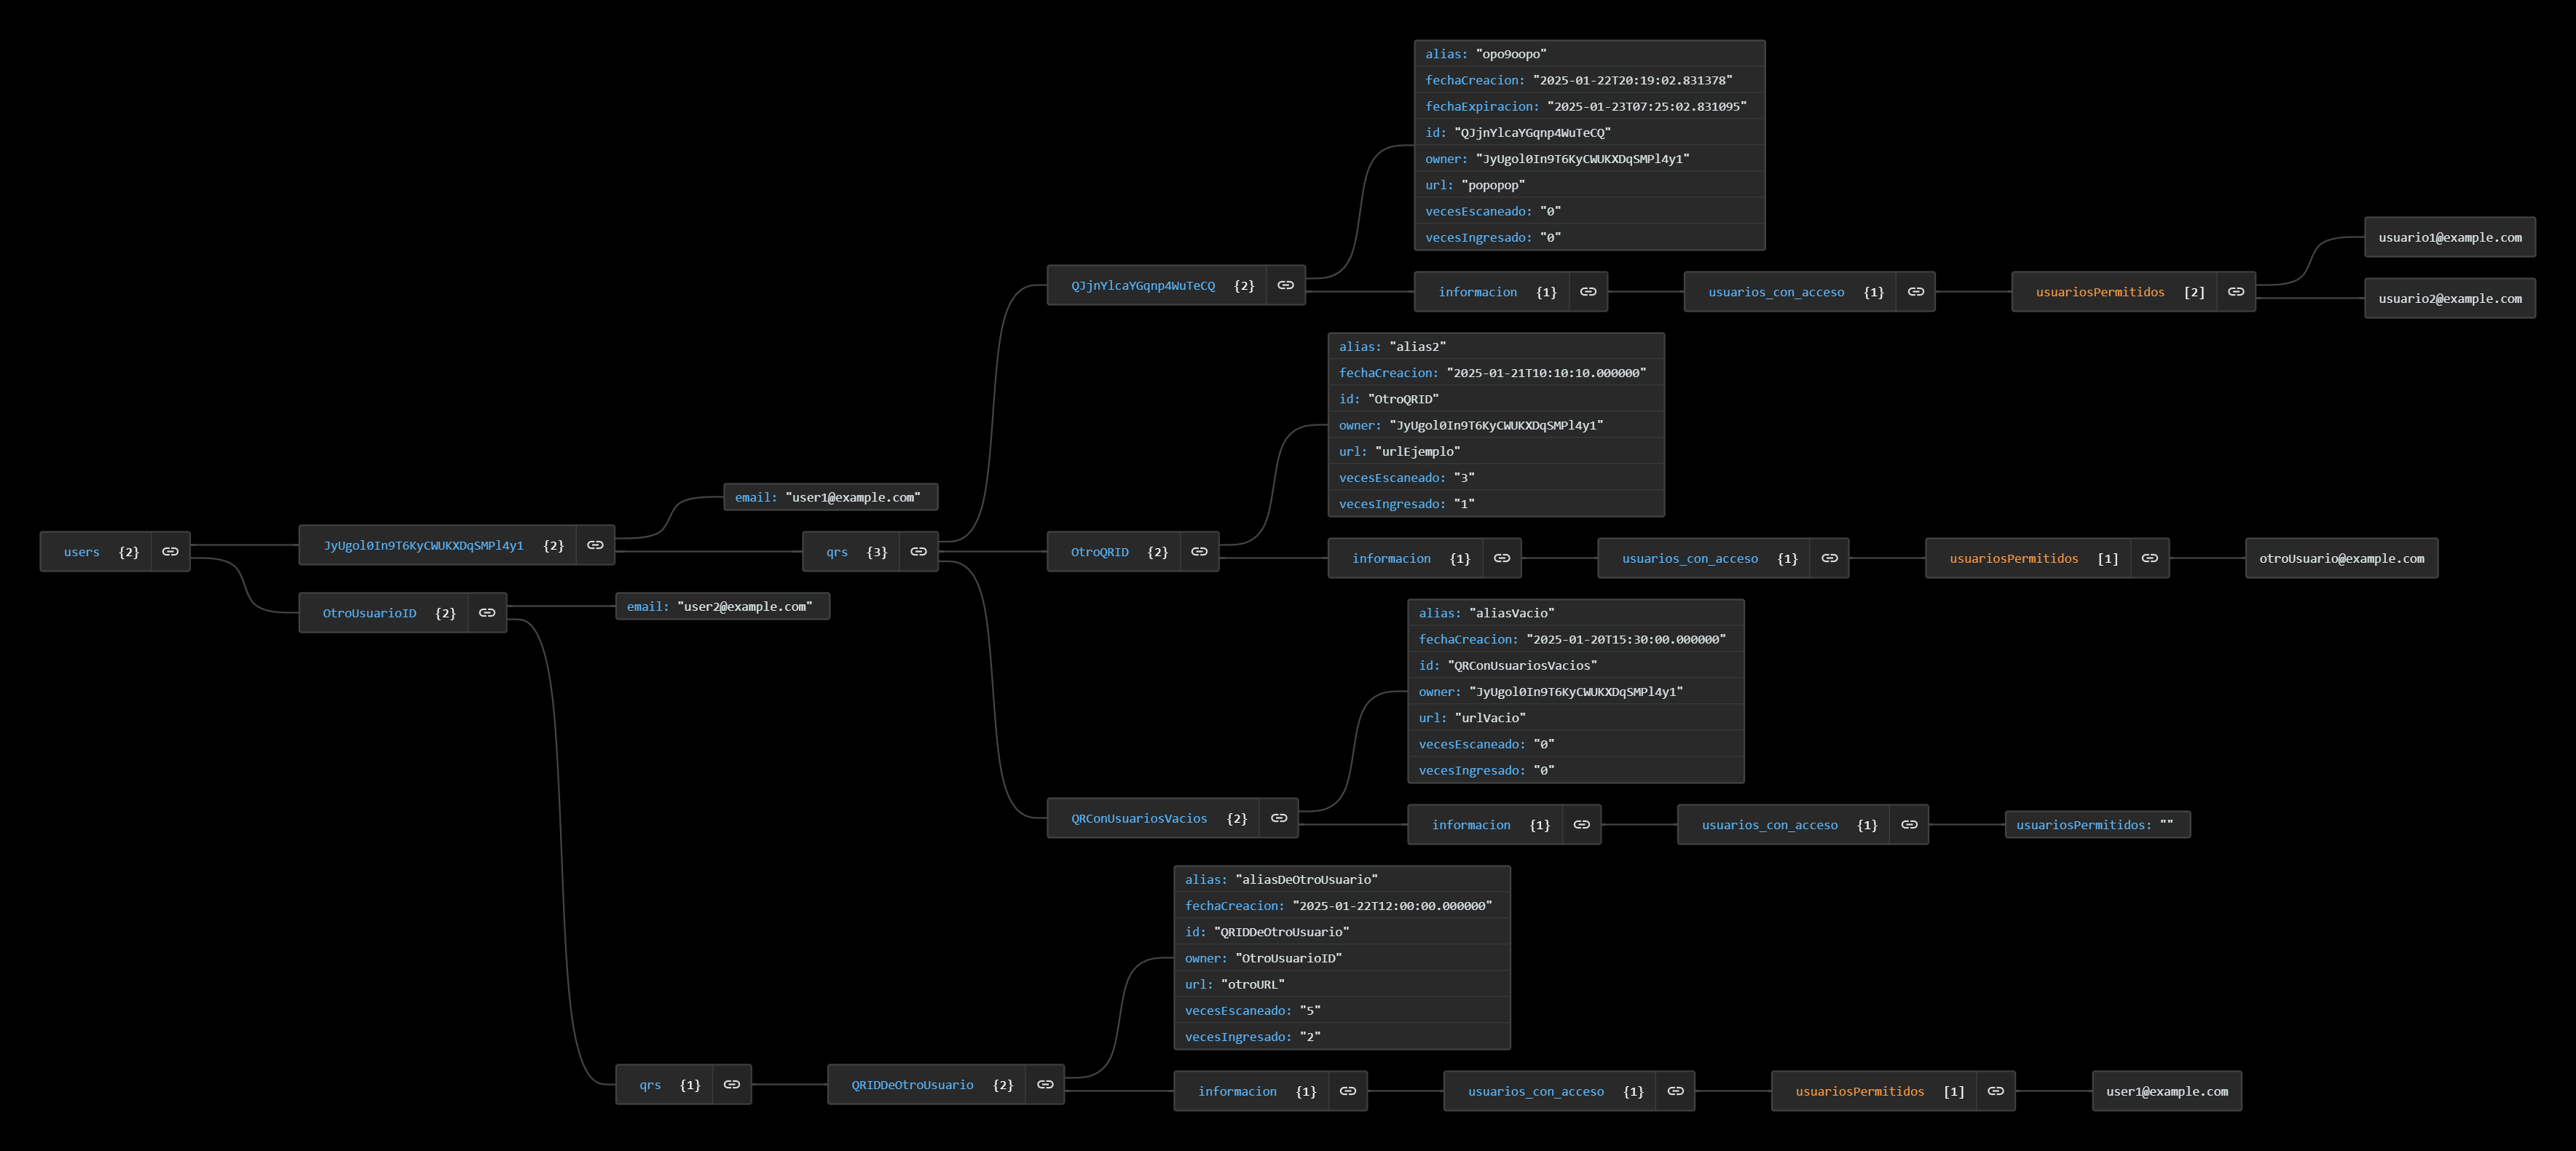 users {2}
JyUgol0In9T6KyCWUKXDqSMPl4y1 {2}
email: "user1@example.com"
qrs {3}
QJjnYlcaYGqnp4WuTeCQ {2}
alias: "opo9oopo"
fechaCreacion: "2025-01-22T20:19:02.831378"
fechaExpiracion: "2025-01-23T07:25:02.831095"
id: "QJjnYlcaYGqnp4WuTeCQ"
owner: "JyUgol0In9T6KyCWUKXDqSMPl4y1"
url: "popopop"
vecesEscaneado: "0"
vecesIngresado: "0"
informacion {1}
usuarios_con_acceso {1}
usuariosPermitidos [2]
usuario1@example.com
usuario2@example.com
OtroQRID {2}
alias: "alias2"
fechaCreacion: "2025-01-21T10:10:10.000000"
id: "OtroQRID"
owner: "JyUgol0In9T6KyCWUKXDqSMPl4y1"
url: "urlEjemplo"
vecesEscaneado: "3"
vecesIngresado: "1"
informacion {1}
usuarios_con_acceso {1}
usuariosPermitidos [1]
otroUsuario@example.com
QRConUsuariosVacios {2}
alias: "aliasVacio"
fechaCreacion: "2025-01-20T15:30:00.000000"
id: "QRConUsuariosVacios"
owner: "JyUgol0In9T6KyCWUKXDqSMPl4y1"
url: "urlVacio"
vecesEscaneado: "0"
vecesIngresado: "0"
informacion {1}
usuarios_con_acceso {1}
usuariosPermitidos: ""
OtroUsuarioID {2}
email: "user2@example.com"
qrs {1}
QRIDDeOtroUsuario {2}
alias: "aliasDeOtroUsuario"
fechaCreacion: "2025-01-22T12:00:00.000000"
id: "QRIDDeOtroUsuario"
owner: "OtroUsuarioID"
url: "otroURL"
vecesEscaneado: "5"
vecesIngresado: "2"
informacion {1}
usuarios_con_acceso {1}
usuariosPermitidos [1]
user1@example.com